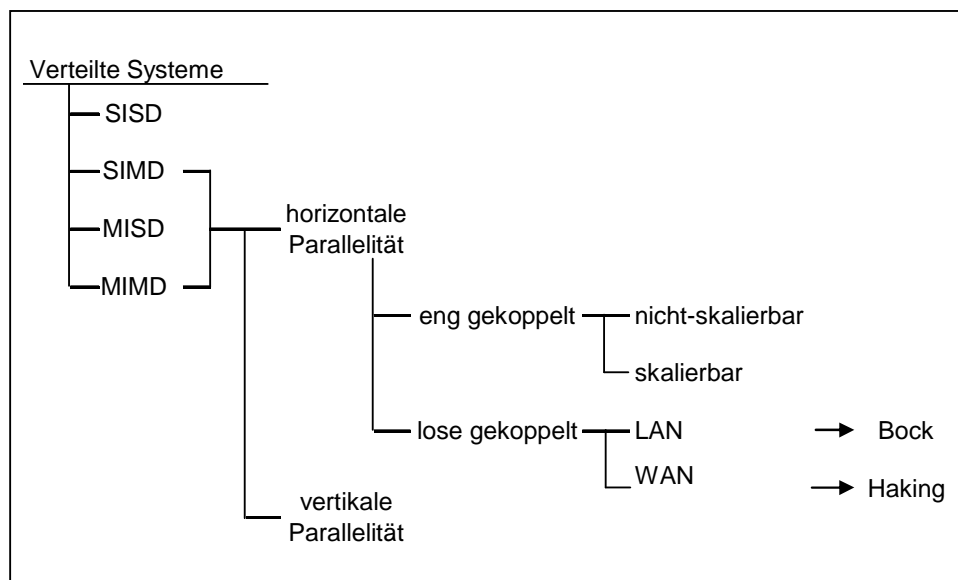 Verteilte Systeme
SISD
SIMD
MISD
MIMD
horizontale
Parallelität
eng gekoppelt
nicht-skalierbar
skalierbar
lose gekoppelt
LAN
Bock
WAN
Haking
vertikale
Parallelität